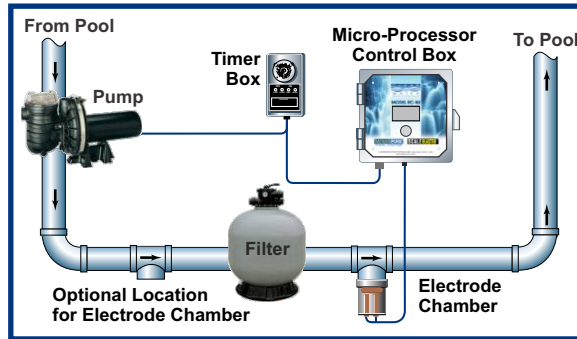 From Pool
Timer
Box
Micro-Processor
Control Box
To Pool
Pump
Filter
Optional Location
for Electrode Chamber
Electrode
Chamber